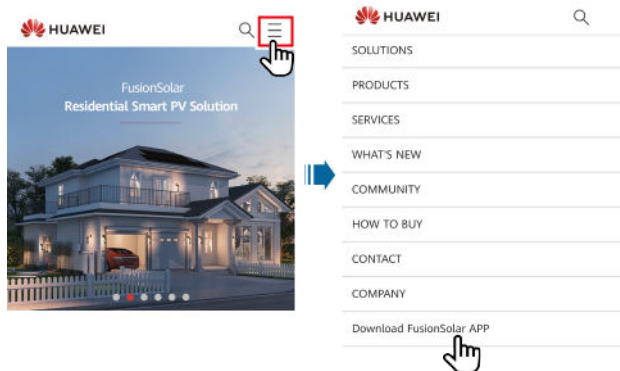 HUAWEI
FusionSolar
Residential Smart PV Solution
HUAWEI
SOLUTIONS
PRODUCTS
SERVICES
WHAT'S NEW
COMMUNITY
HOW TO BUY
CONTACT
COMPANY
Download FusionSolar APP